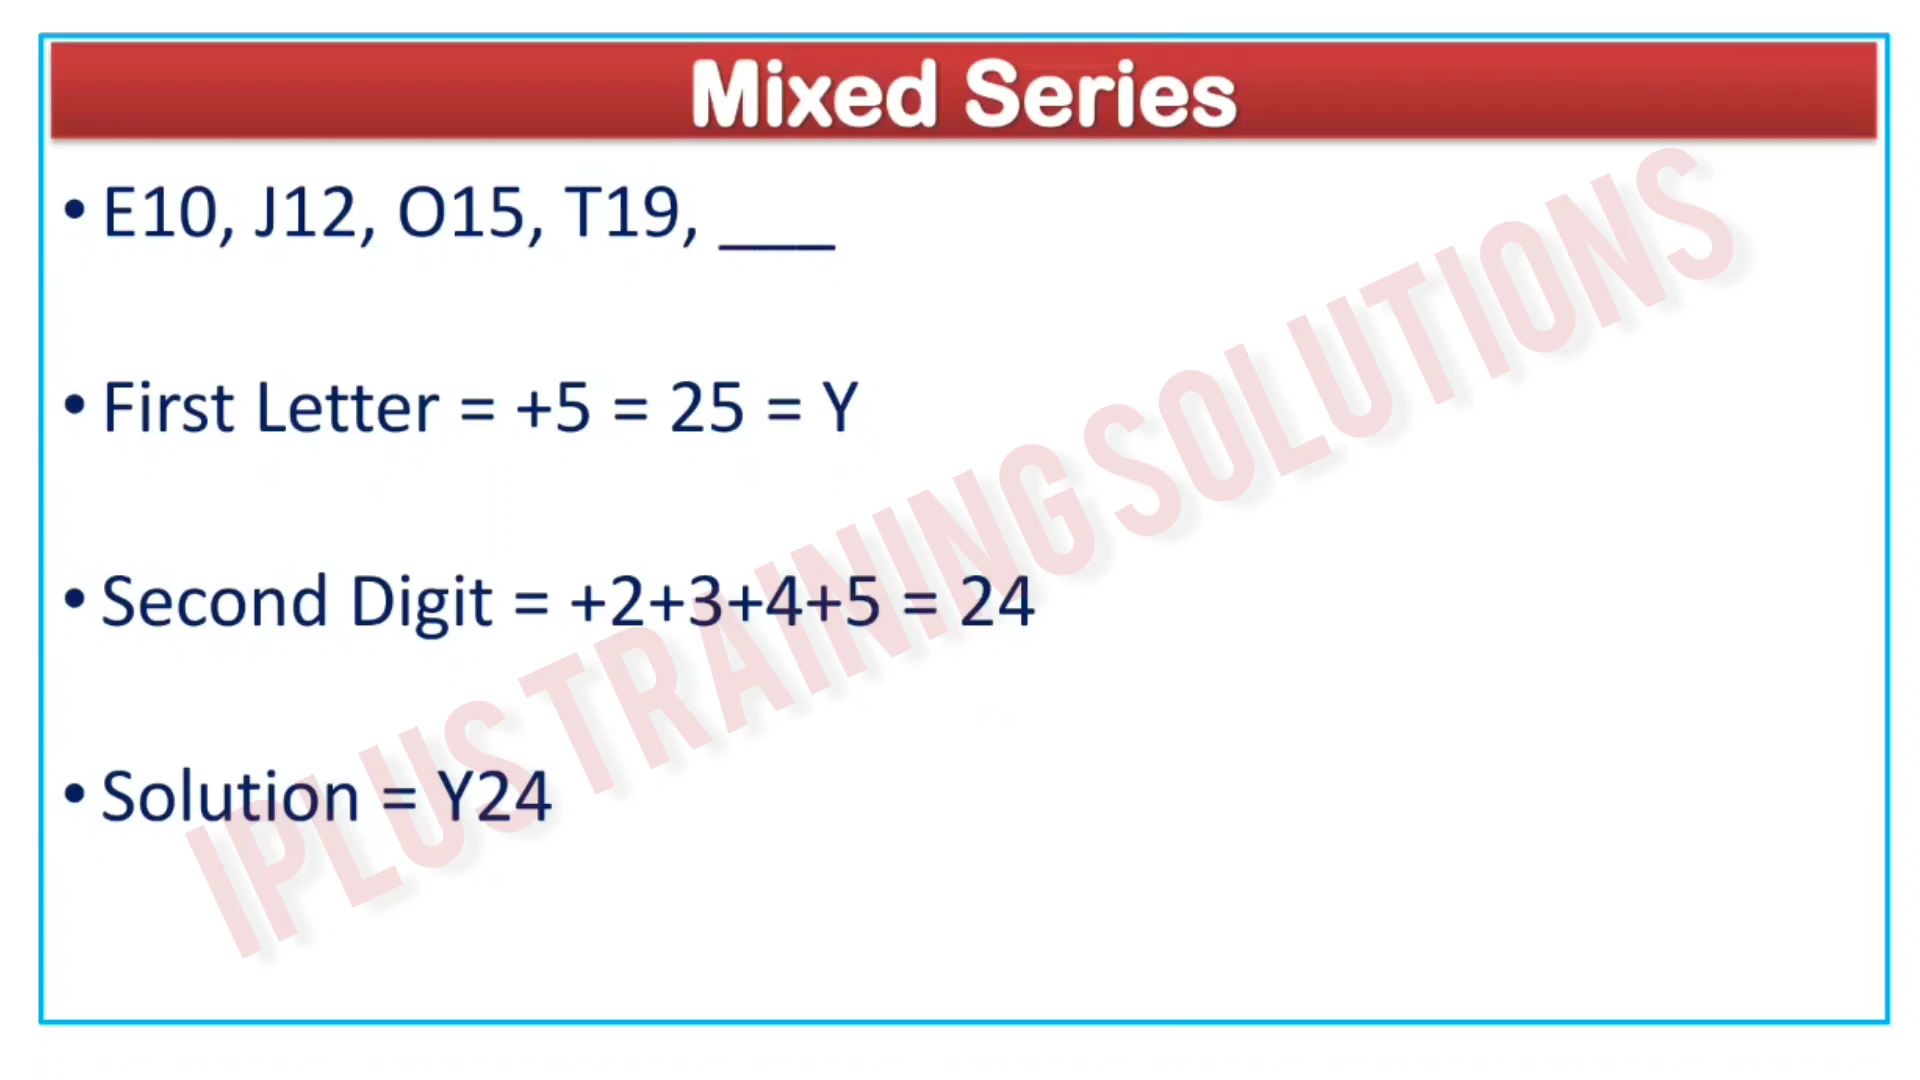 Mixed Series
• E10, J12, O15, T19, ___
• First Letter = +5 = 25 = Y
• Second Digit = +2+3+4+5 = 24
• Solution = Y24
IPLUS TRAINING SOLUTIONS